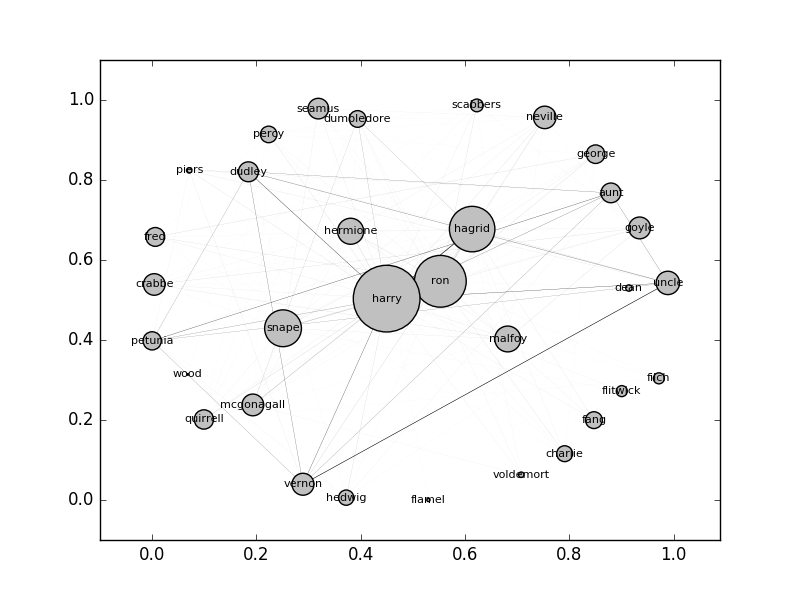 1.0
0.8
0.6
0.4
0.2
0.0
0.0
0.2
0.4
0.6
0.8
1.0
scabbers
seamus
dumbledore
neville
percy
george
piers
dudley
aunt
hermione
hagrid
goyle
fred
ron
crabbe
dean
uncle
harry
snape
petunia
malfoy
wood
filch
flitwick
mcgonagall
quirrell
fang
charlie
voldemort
vernon
hedwig
flamel